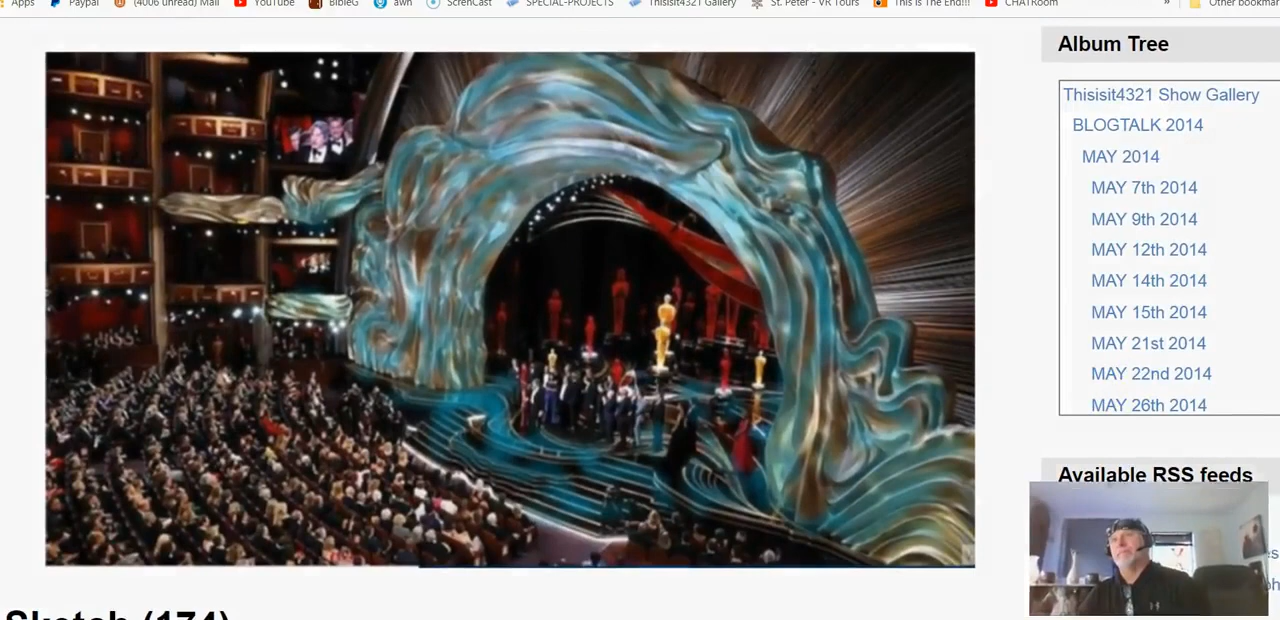 Apps Paypal (4006 unread) Mail YouTube BibleG awn ScrenCast SPECIAL-PROJECTS Thisisit4321 Gallery St. Peter - VR Tours This Is The End!!! CHATRoom » Other bookmar
Album Tree
Thisisit4321 Show Gallery
BLOGTALK 2014
MAY 2014
MAY 7th 2014
MAY 9th 2014
MAY 12th 2014
MAY 14th 2014
MAY 15th 2014
MAY 21st 2014
MAY 22nd 2014
MAY 26th 2014
Available RSS feeds
Sketch (174)